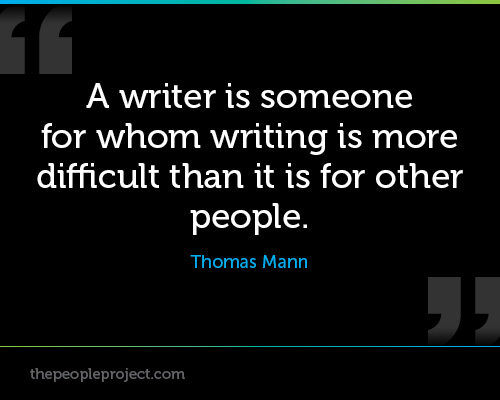 A writer is someone
for whom writing is more
difficult than it is for other
people.
Thomas Mann
thepeopleproject.com